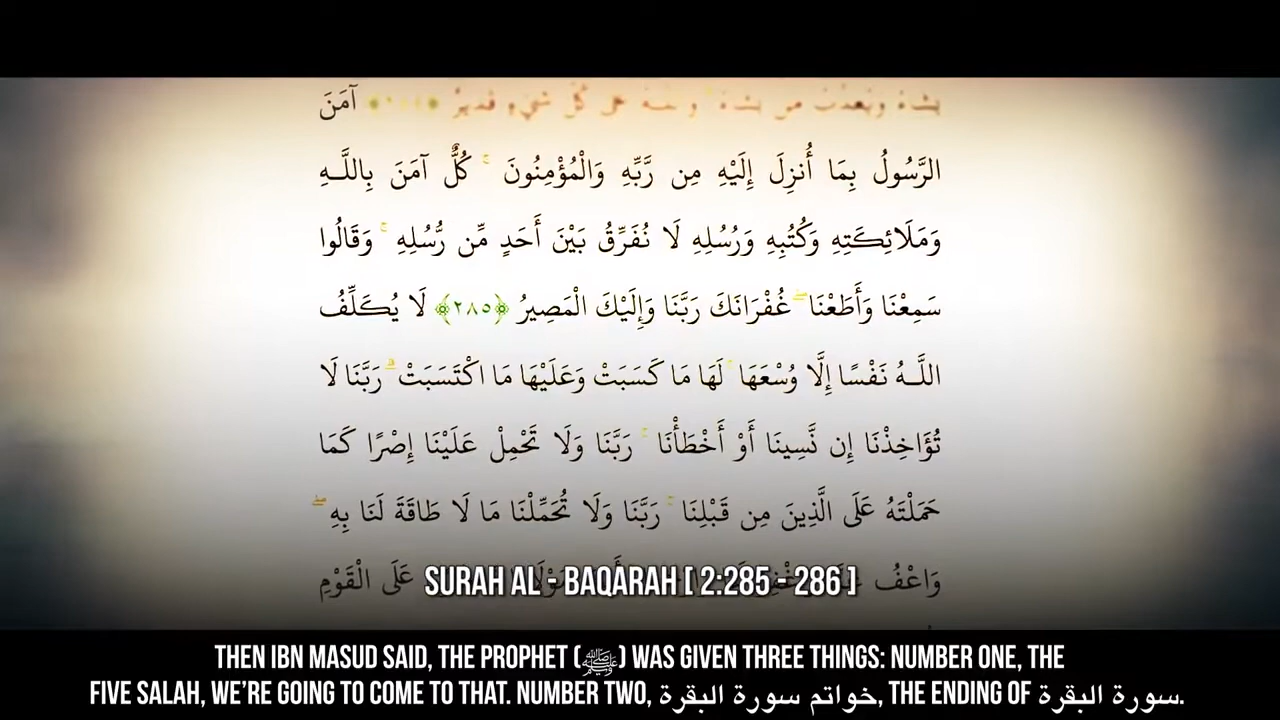 آمَنَ
الرَّسُولُ بِمَا أُنزِلَ إِلَيْهِ مِن رَّبِّهِ وَالْمُؤْمِنُونَ ۚ كُلٌّ آمَنَ بِاللَّـهِ
وَمَلَائِكَتِهِ وَكُتُبِهِ وَرُسُلِهِ لَا نُفَرِّقُ بَيْنَ أَحَدٍ مِّن رُّسُلِهِ ۚ وَقَالُوا
سَمِعْنَا وَأَطَعْنَا ۖ غُفْرَانَكَ رَبَّنَا وَإِلَيْكَ الْمَصِيرُ ﴿٢٨٥﴾ لَا يُكَلِّفُ
اللَّـهُ نَفْسًا إِلَّا وُسْعَهَا ۚ لَهَا مَا كَسَبَتْ وَعَلَيْهَا مَا اكْتَسَبَتْ ۗ رَبَّنَا لَا
تُؤَاخِذْنَا إِن نَّسِينَا أَوْ أَخْطَأْنَا ۚ رَبَّنَا وَلَا تَحْمِلْ عَلَيْنَا إِصْرًا كَمَا
حَمَلْتَهُ عَلَى الَّذِينَ مِن قَبْلِنَا ۚ رَبَّنَا وَلَا تُحَمِّلْنَا مَا لَا طَاقَةَ لَنَا بِهِ ۖ
وَاعْفُ عَلَى الْقَوْمِ
SURAH AL - BAQARAH [ 2:285 - 286 ]
THEN IBN MASUD SAID, THE PROPHET (ﷺ) WAS GIVEN THREE THINGS: NUMBER ONE, THE
FIVE SALAH, WE'RE GOING TO COME TO THAT. NUMBER TWO, خواتم سورة البقرة, THE ENDING OF سورة البقرة.